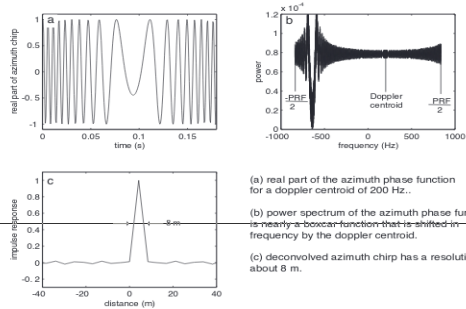 a
real part of azimuth chirp
1
0.5
0
-0.5
-1
0 0.05 0.1 0.15
time (s)
b
x 10⁻⁴
power
1.2
1
0.8
0.6
0.4
0.2
0
-PRF
2
Doppler
centroid
-PRF
2
-1000 -500 0 500 1000
frequency (Hz)
c
impulse response
1
0.8
0.6
0.4
0.2
0
-0. 2
8 m
-40 -20 0 20 40
distance (m)
(a) real part of the azimuth phase function
for a doppler centroid of 200 Hz..
(b) power spectrum of the azimuth phase fun
is nearly a boxcar function that is shifted in
frequency by the doppler centroid.
(c) deconvolved azimuth chirp has a resoluti
about 8 m.